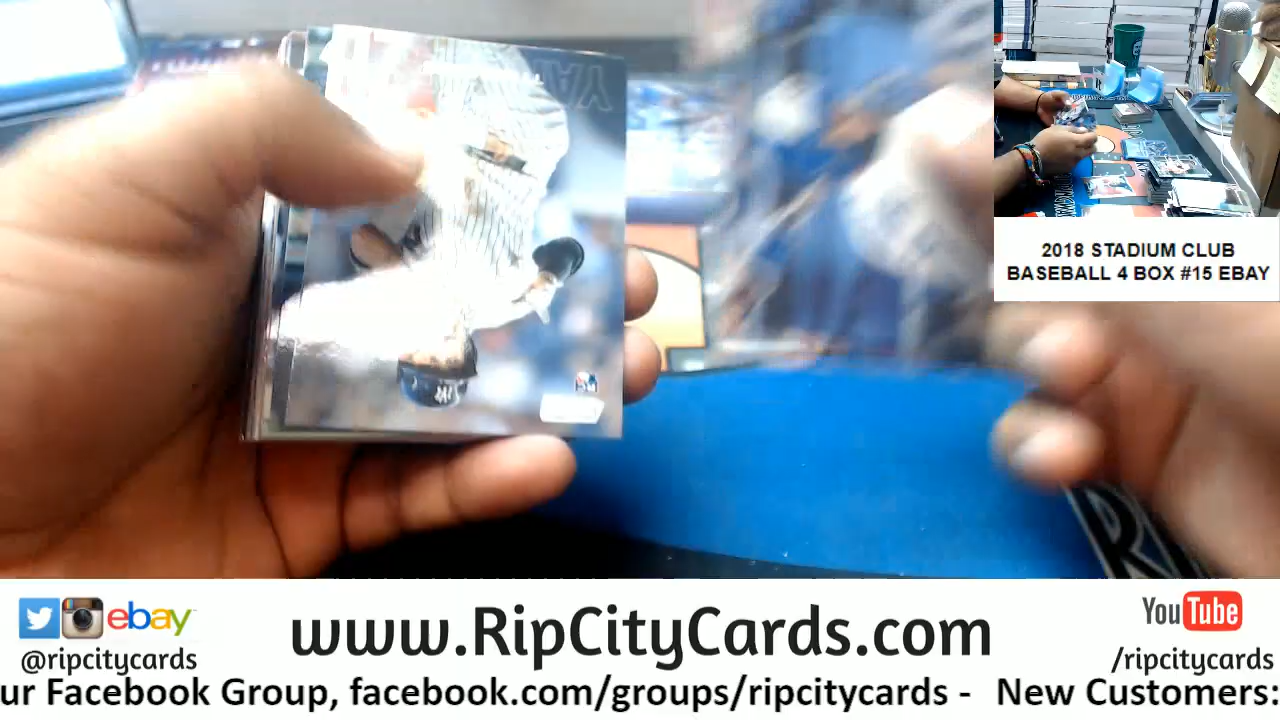 2018 STADIUM CLUB
BASEBALL 4 BOX #15 EBAY
ebay
www.RipCityCards.com
YouTube
@ripcitycards
/ripcitycards
ur Facebook Group, facebook.com/groups/ripcitycards - New Customers: